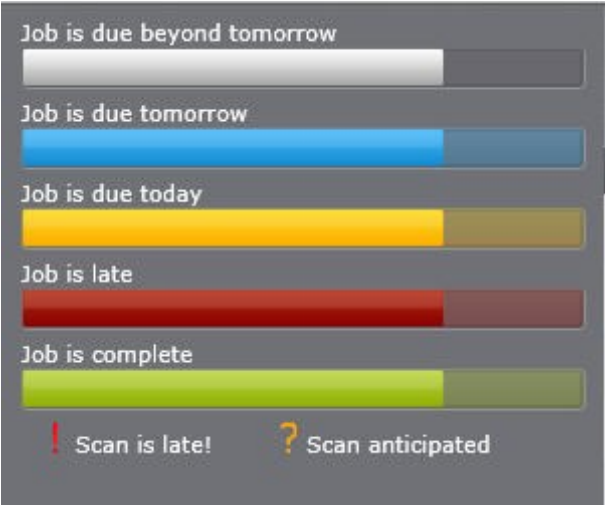 Job is due beyond tomorrow
Job is due tomorrow
Job is due today
Job is late
Job is complete
! Scan is late! ? Scan anticipated